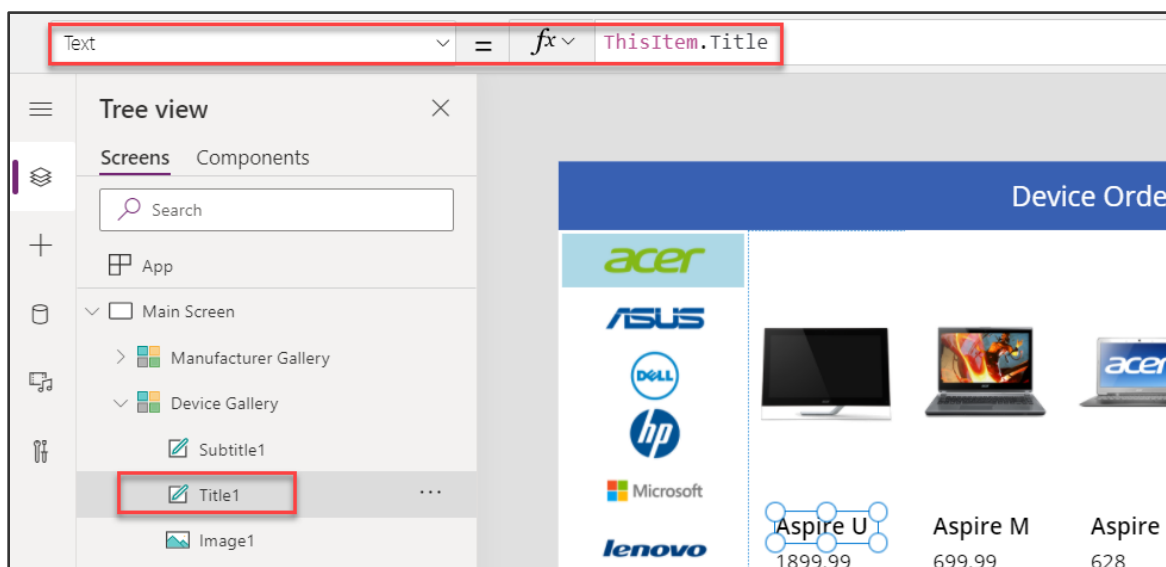 Text = fx ThisItem.Title
Tree view
Screens Components
Search
App
Main Screen
Manufacturer Gallery
Device Gallery
Subtitle1
Title1
Image1
Device Orde
acer
ASUS
DELL
hp
Microsoft
lenovo
acer
Aspire U Aspire M Aspire
1899.99 699.99 628